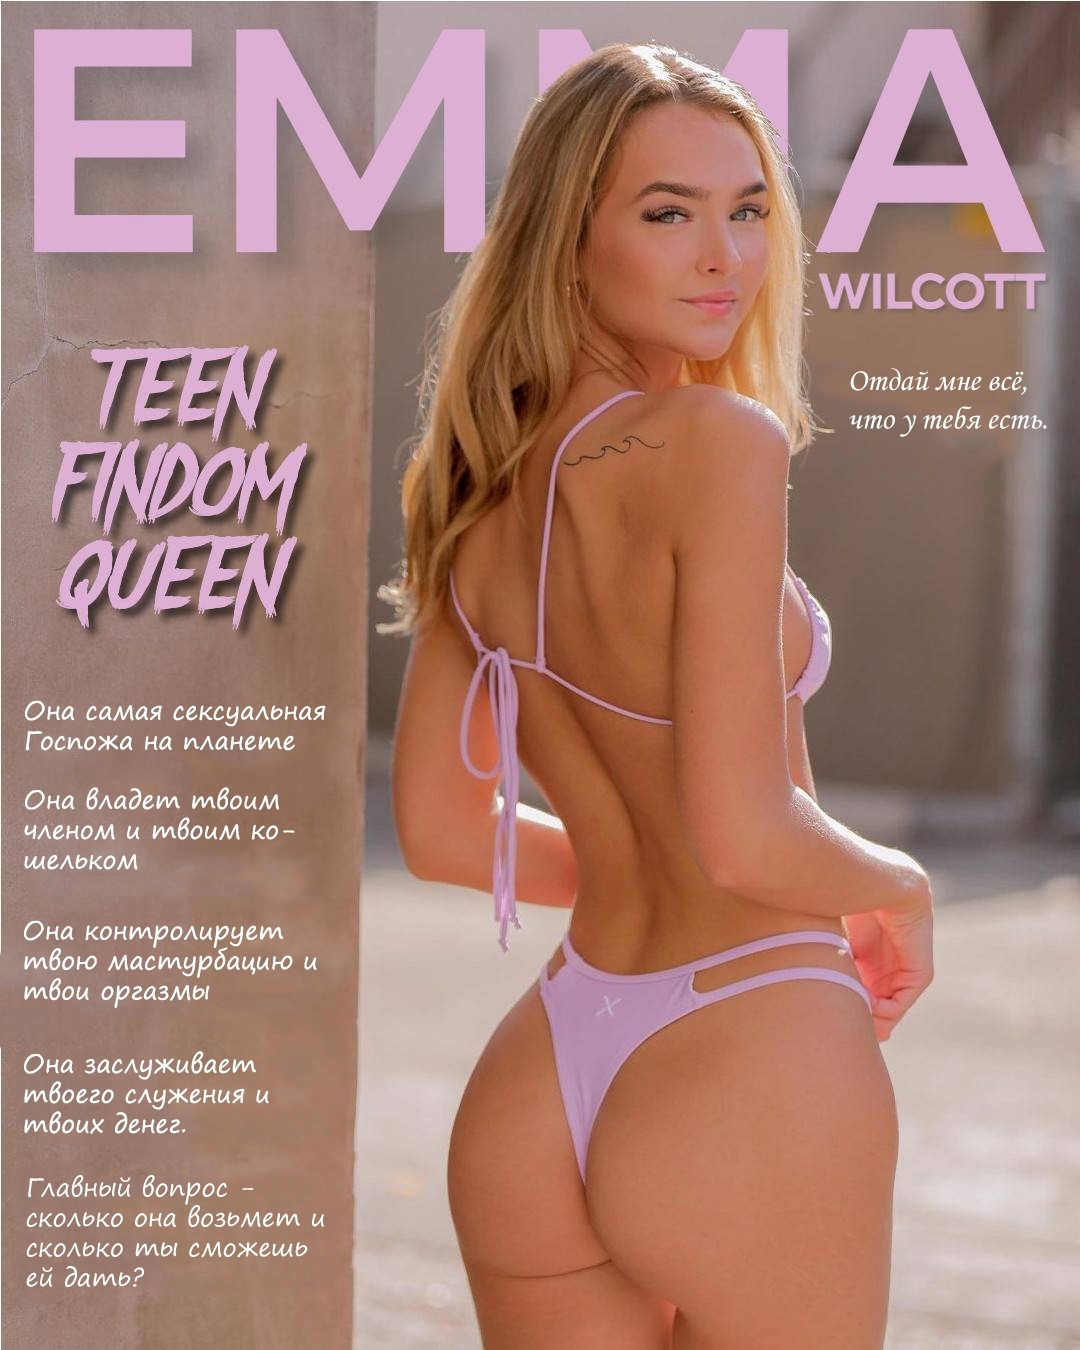 EMMA
WILCOTT
Отдай мне всё,
что у тебя есть.
TEEN
FINDOM
QUEEN
Она самая сексуальная
Госпожа на планете
Она владет твоим
членом и твоим ко-
шельком
Она контролирует
твою мастурбацию и
твои оргазмы
Она заслуживает
твоего служения и
твоих денег.
Главный вопрос -
сколько она возьмет и
сколько ты сможешь
ей дать?